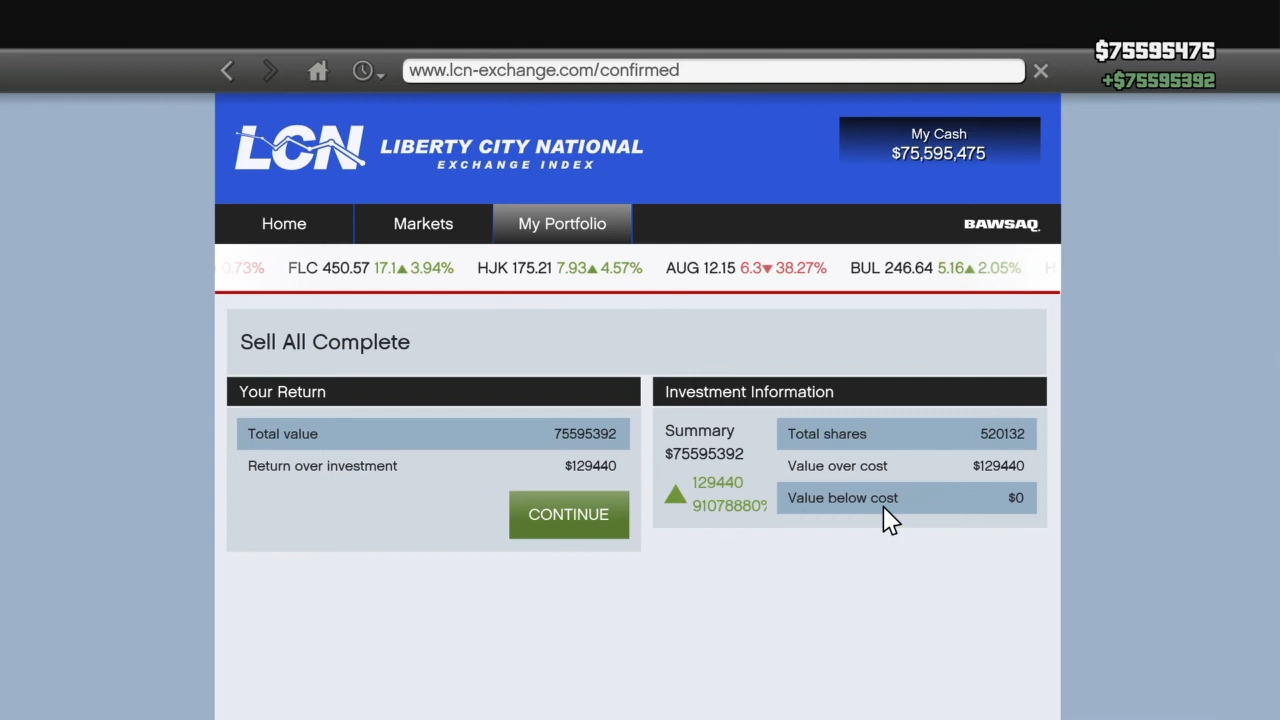 $75595475
www.lcn-exchange.com/confirmed
+$75595392
LCN LIBERTY CITY NATIONAL
EXCHANGE INDEX
My Cash
$75,595,475
Home Markets My Portfolio BAWSAQ
0.73% FLC 450.57 17.1▲3.94% HJK 175.21 7.93▲4.57% AUG 12.15 6.3▼38.27% BUL 246.64 5.16▲2.05%
Sell All Complete
Your Return
Total value 75595392
Return over investment $129440
CONTINUE
Investment Information
Summary
$75595392
129440
91078880%
Total shares 520132
Value over cost $129440
Value below cost $0